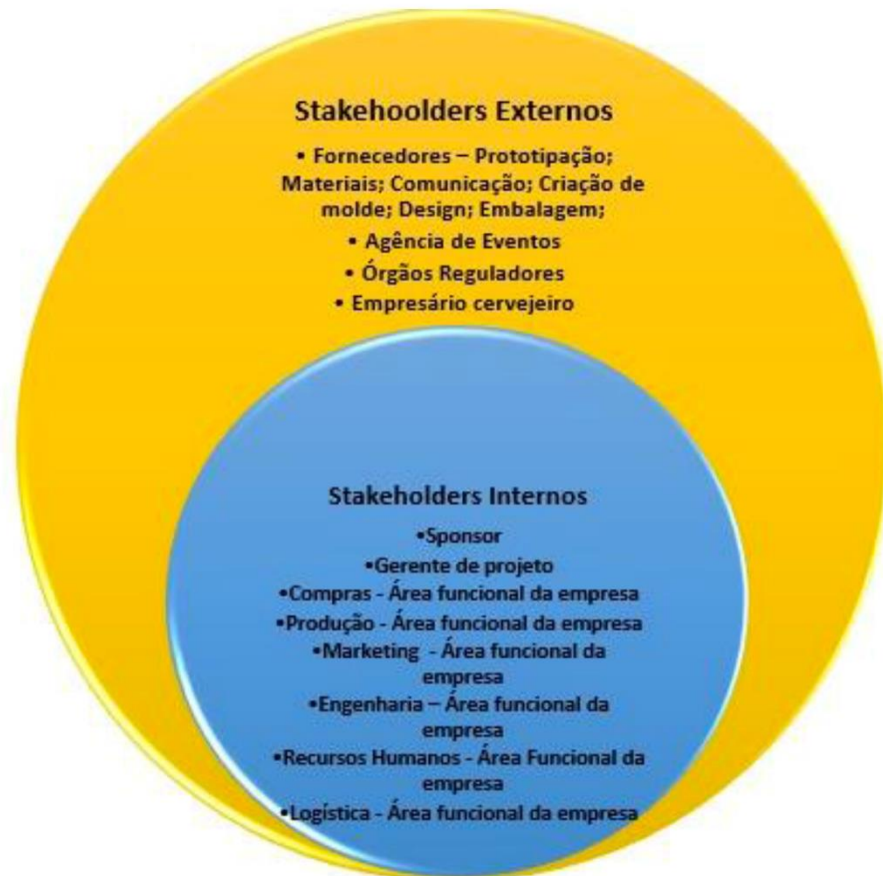 Stakehoolders Externos
• Fornecedores – Prototipação;
Materiais; Comunicação; Criação de
molde; Design; Embalagem;
• Agência de Eventos
• Órgãos Reguladores
• Empresário cervejeiro
Stakeholders Internos
•Sponsor
•Gerente de projeto
•Compras - Área funcional da empresa
•Produção - Área funcional da empresa
•Marketing - Área funcional da
empresa
•Engenharia – Área funcional da
empresa
•Recursos Humanos - Área Funcional da
empresa
•Logística - Área funcional da empresa